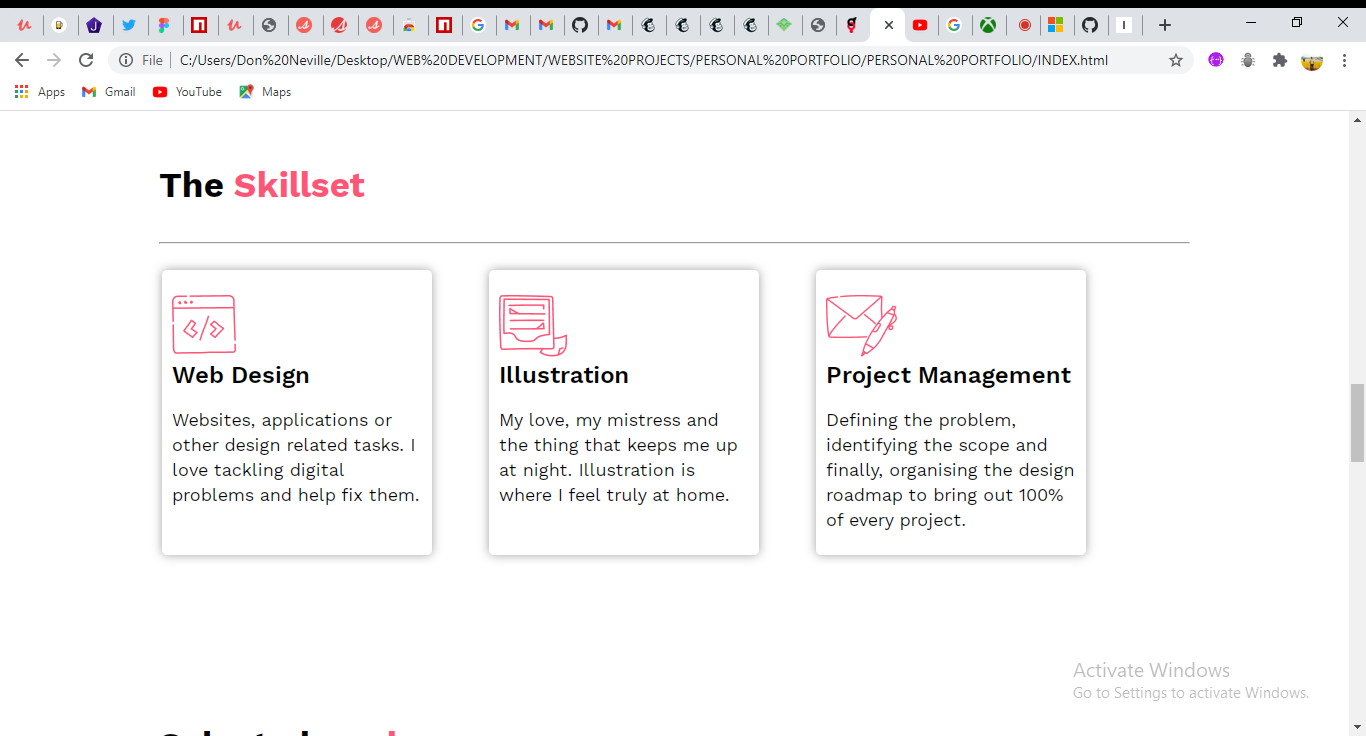 File
C:/Users/Don%20Neville/Desktop/WEB%20DEVELOPMENT/WEBSITE%20PROJECTS/PERSONAL%20PORTFOLIO/PERSONAL%20PORTFOLIO/INDEX.html
Apps
Gmail
YouTube
Maps
The Skillset
Web Design
Websites, applications or
other design related tasks. I
love tackling digital
problems and help fix them.
Illustration
My love, my mistress and
the thing that keeps me up
at night. Illustration is
where I feel truly at home.
Project Management
Defining the problem,
identifying the scope and
finally, organising the design
roadmap to bring out 100%
of every project.
Activate Windows
Go to Settings to activate Windows.